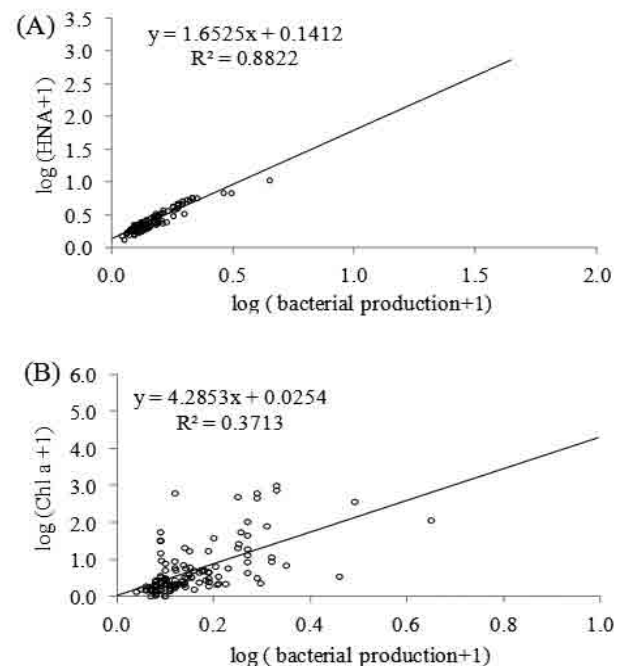 (A)
y = 1.6525x + 0.1412
R² = 0.8822
log (HNA+1)
3.5
3.0
2.5
2.0
1.5
1.0
0.5
0.0
0.0 0.5 1.0 1.5 2.0
log ( bacterial production+1)
(B)
y = 4.2853x + 0.0254
R² = 0.3713
log (Chl a +1)
6.0
5.0
4.0
3.0
2.0
1.0
0.0
0.0 0.2 0.4 0.6 0.8 1.0
log ( bacterial production+1)